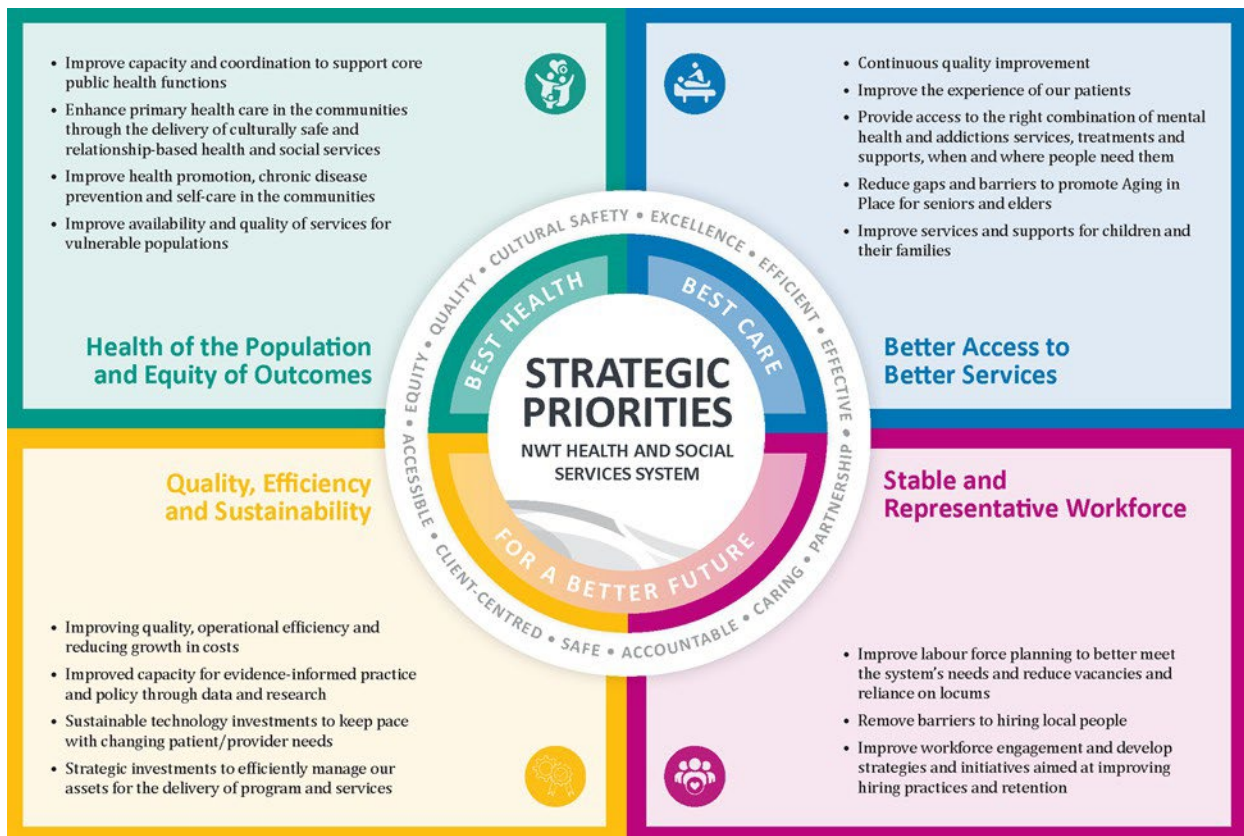 • Improve capacity and coordination to support core
public health functions
• Enhance primary health care in the communities
through the delivery of culturally safe and
relationship-based health and social services
• Improve health promotion, chronic disease
prevention and self-care in the communities
• Improve availability and quality of services for
vulnerable populations
Health of the Population
and Equity of Outcomes
• Continuous quality improvement
• Improve the experience of our patients
• Provide access to the right combination of mental
health and addictions services, treatments and
supports, when and where people need them
• Reduce gaps and barriers to promote Aging in
Place for seniors and elders
• Improve services and supports for children and
their families
Better Access to
Better Services
ACCESSIBLE • EQUITY • QUALITY • CULTURAL SAFETY • EXCELLENCE • EFFICIENT • EFFECTIVE • PARTNERSHIP • CARING • ACCOUNTABLE • SAFE • CLIENT-CENTRED •
BEST HEALTH
BEST CARE
FOR A BETTER FUTURE
STRATEGIC
PRIORITIES
NWT HEALTH AND SOCIAL
SERVICES SYSTEM
Quality, Efficiency
and Sustainability
• Improving quality, operational efficiency and
reducing growth in costs
• Improved capacity for evidence-informed practice
and policy through data and research
• Sustainable technology investments to keep pace
with changing patient/provider needs
• Strategic investments to efficiently manage our
assets for the delivery of program and services
Stable and
Representative Workforce
• Improve labour force planning to better meet
the system's needs and reduce vacancies and
reliance on locums
• Remove barriers to hiring local people
• Improve workforce engagement and develop
strategies and initiatives aimed at improving
hiring practices and retention